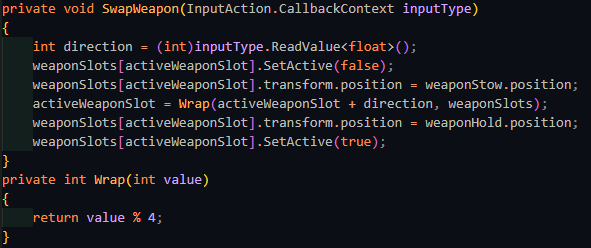 private void SwapWeapon(InputAction.CallbackContext inputType)
{
    int direction = (int)inputType.ReadValue<float>();
    weaponSlots[activeWeaponSlot].SetActive(false);
    weaponSlots[activeWeaponSlot].transform.position = weaponStow.position;
    activeWeaponSlot = Wrap(activeWeaponSlot + direction, weaponSlots);
    weaponSlots[activeWeaponSlot].transform.position = weaponHold.position;
    weaponSlots[activeWeaponSlot].SetActive(true);
}
private int Wrap(int value)
{
    return value % 4;
}